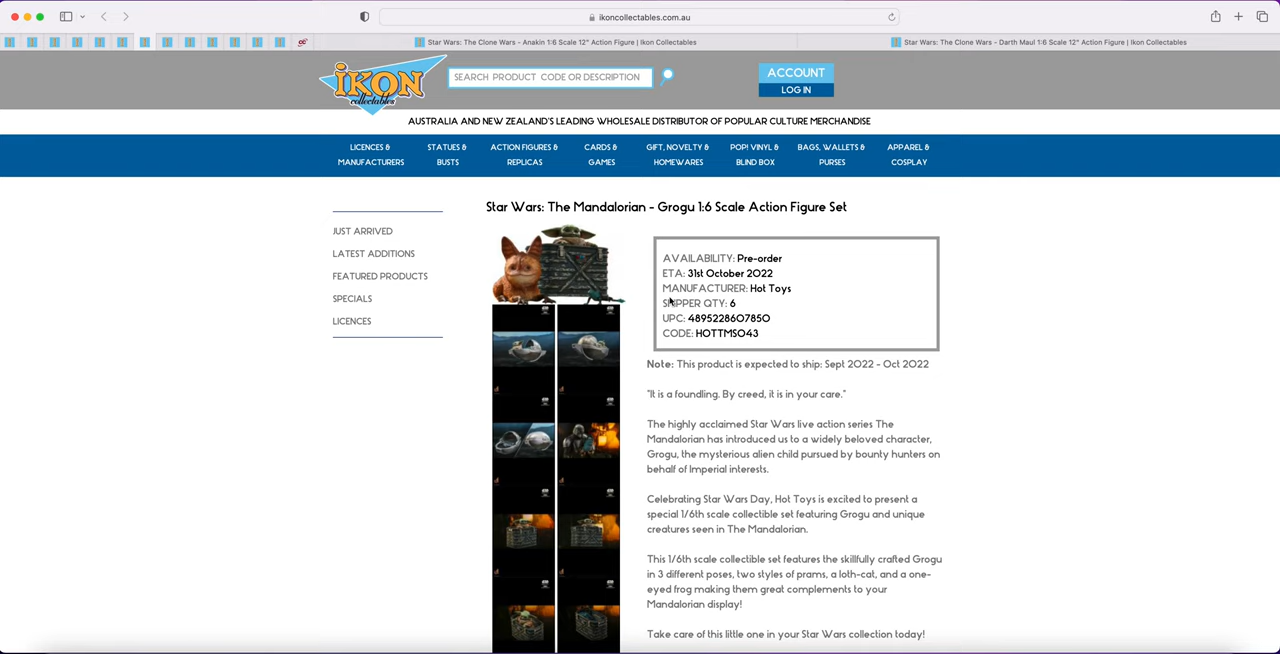 ikoncollectables.com.au
Star Wars: The Clone Wars - Anakin 1:6 Scale 12" Action Figure | Ikon Collectables
Star Wars: The Clone Wars - Darth Maul 1:6 Scale 12" Action Figure | Ikon Collectables
iKON
collectables
SEARCH PRODUCT CODE OR DESCRIPTION
ACCOUNT
LOG IN
AUSTRALIA AND NEW ZEALAND'S LEADING WHOLESALE DISTRIBUTOR OF POPULAR CULTURE MERCHANDISE
LICENCES &
MANUFACTURERS
STATUES &
BUSTS
ACTION FIGURES &
REPLICAS
CARDS &
GAMES
GIFT, NOVELTY &
HOMEWARES
POP! VINYL &
BLIND BOX
BAGS, WALLETS &
PURSES
APPAREL &
COSPLAY
JUST ARRIVED
LATEST ADDITIONS
FEATURED PRODUCTS
SPECIALS
LICENCES
Star Wars: The Mandalorian - Grogu 1:6 Scale Action Figure Set
AVAILABILITY: Pre-order
ETA: 31st October 2022
MANUFACTURER: Hot Toys
SHIPPER QTY: 6
UPC: 4895228607850
CODE: HOTTMS043
Note: This product is expected to ship: Sept 2022 - Oct 2022
"It is a foundling. By creed, it is in your care."
The highly acclaimed Star Wars live action series The
Mandalorian has introduced us to a widely beloved character,
Grogu, the mysterious alien child pursued by bounty hunters on
behalf of Imperial interests.
Celebrating Star Wars Day, Hot Toys is excited to present a
special 1/6th scale collectible set featuring Grogu and unique
creatures seen in The Mandalorian.
This 1/6th scale collectible set features the skillfully crafted Grogu
in 3 different poses, two styles of prams, a loth-cat, and a one-
eyed frog making them great complements to your
Mandalorian display!
Take care of this little one in your Star Wars collection today!